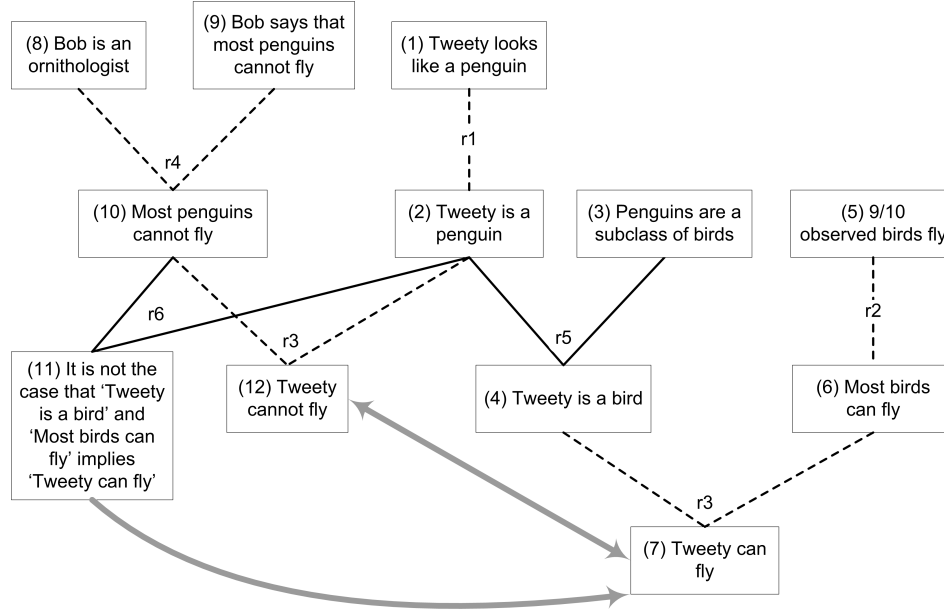 (8) Bob is an
ornithologist
(9) Bob says that
most penguins
cannot fly
(1) Tweety looks
like a penguin
r4
r1
(10) Most penguins
cannot fly
(2) Tweety is a
penguin
(3) Penguins are a
subclass of birds
(5) 9/10
observed birds fly
r6
r3
r5
r2
(11) It is not the
case that ‘Tweety
is a bird’ and
‘Most birds can
fly’ implies
‘Tweety can fly’
(12) Tweety
cannot fly
(4) Tweety is a bird
(6) Most birds
can fly
r3
(7) Tweety can
fly